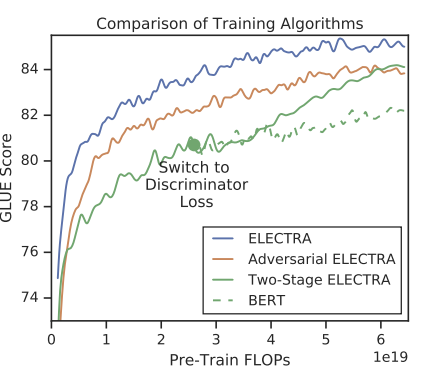 Comparison of Training Algorithms
GLUE Score
84
82
80
78
76
74
Switch to
Discriminator
Loss
ELECTRA
Adversarial ELECTRA
Two-Stage ELECTRA
BERT
0 1 2 3 4 5 6
1e19
Pre-Train FLOPs